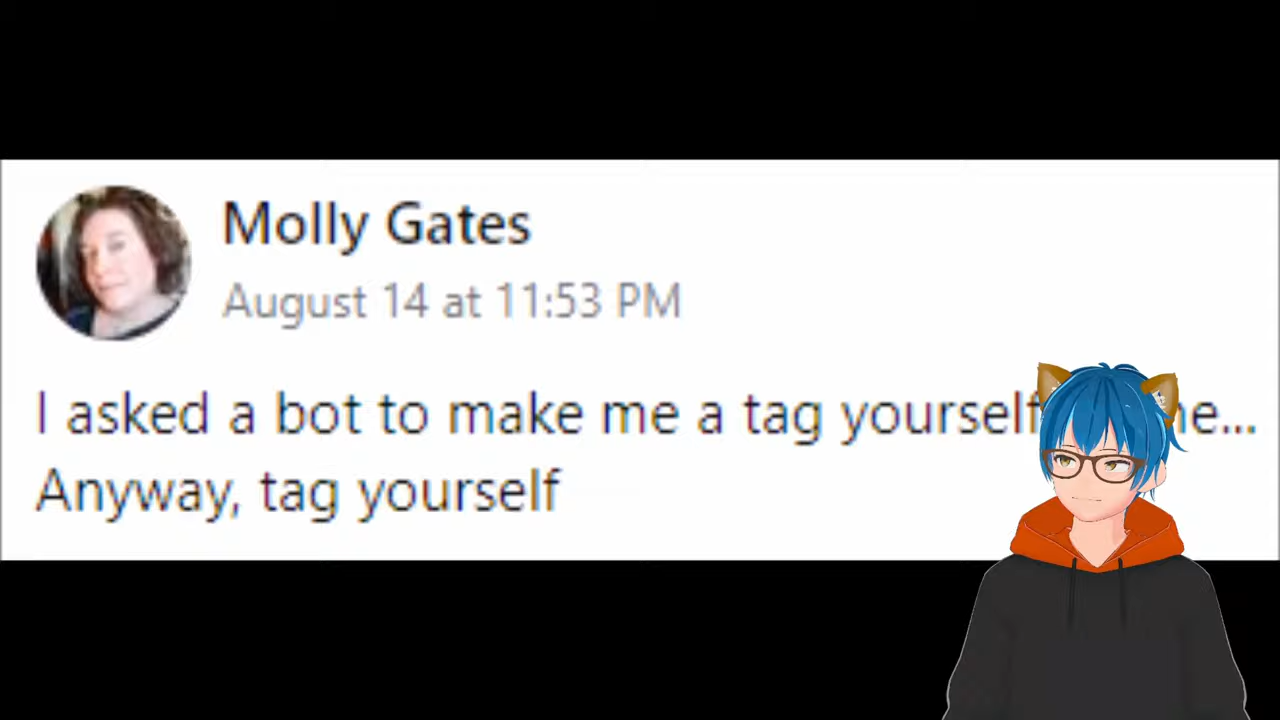 Molly Gates
August 14 at 11:53 PM
I asked a bot to make me a tag yourself
Anyway, tag yourself